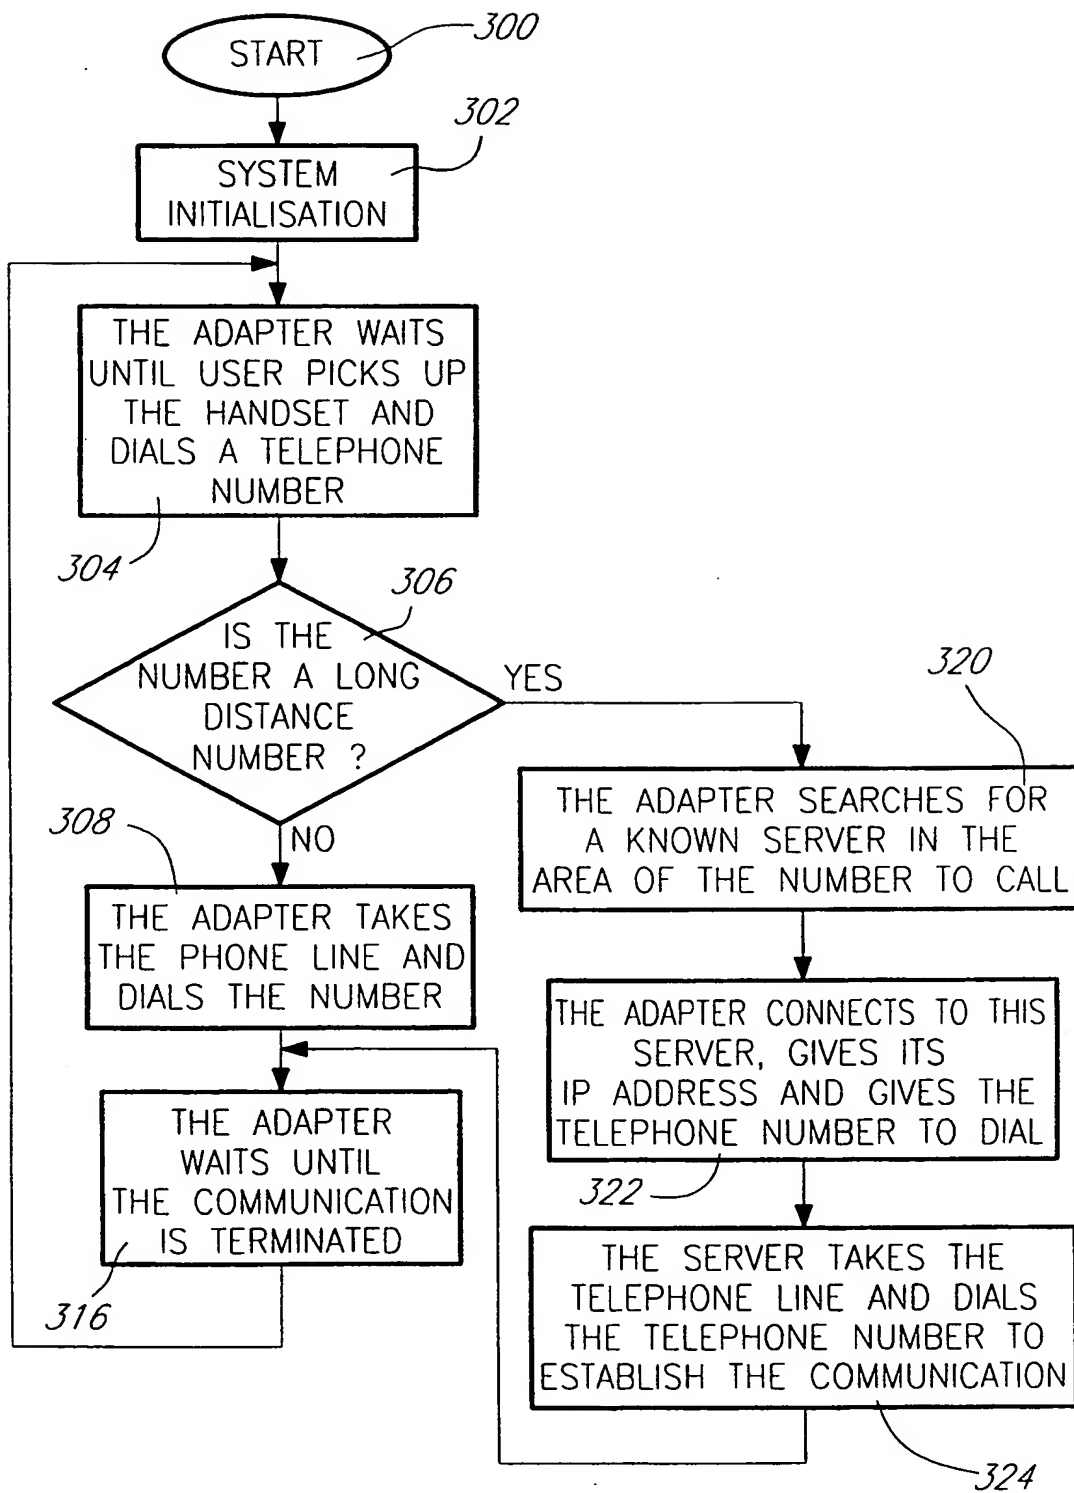 START
300
302
SYSTEM
INITIALISATION
THE ADAPTER WAITS
UNTIL USER PICKS UP
THE HANDSET AND
DIALS A TELEPHONE
NUMBER
304
306
IS THE
NUMBER A LONG
DISTANCE
NUMBER ?
YES
NO
308
THE ADAPTER TAKES
THE PHONE LINE AND
DIALS THE NUMBER
THE ADAPTER
WAITS UNTIL
THE COMMUNICATION
IS TERMINATED
316
320
THE ADAPTER SEARCHES FOR
A KNOWN SERVER IN THE
AREA OF THE NUMBER TO CALL
THE ADAPTER CONNECTS TO THIS
SERVER, GIVES ITS
IP ADDRESS AND GIVES THE
TELEPHONE NUMBER TO DIAL
322
THE SERVER TAKES THE
TELEPHONE LINE AND DIALS
THE TELEPHONE NUMBER TO
ESTABLISH THE COMMUNICATION
324